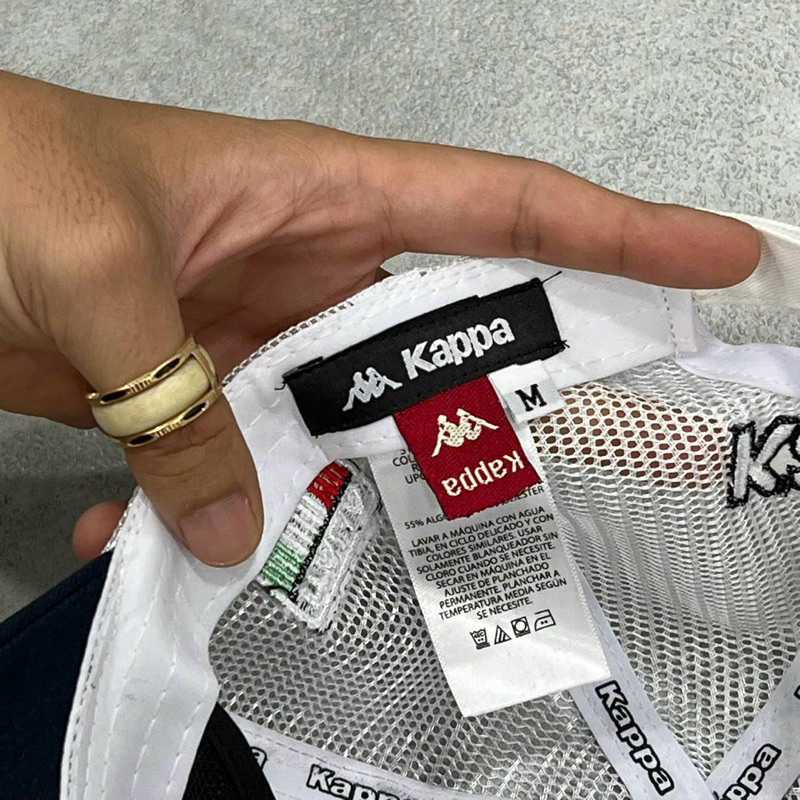 Kappa
M
Kappa
55% ALG
LAVAR A MÁQUINA CON AGUA
TIBIA, EN CICLO DELICADO Y CON
COLORES SIMILARES. USAR
SOLAMENTE BLANQUEADOR SIN
CLORO CUANDO SE NECESITE.
SECAR EN MÁQUINA EN EL
AJUSTE DE PLANCHADO
PERMANENTE. PLANCHAR A
TEMPERATURA MEDIA SEGÚN
SE NECESITE.
Kappa
Kappa
Kappa